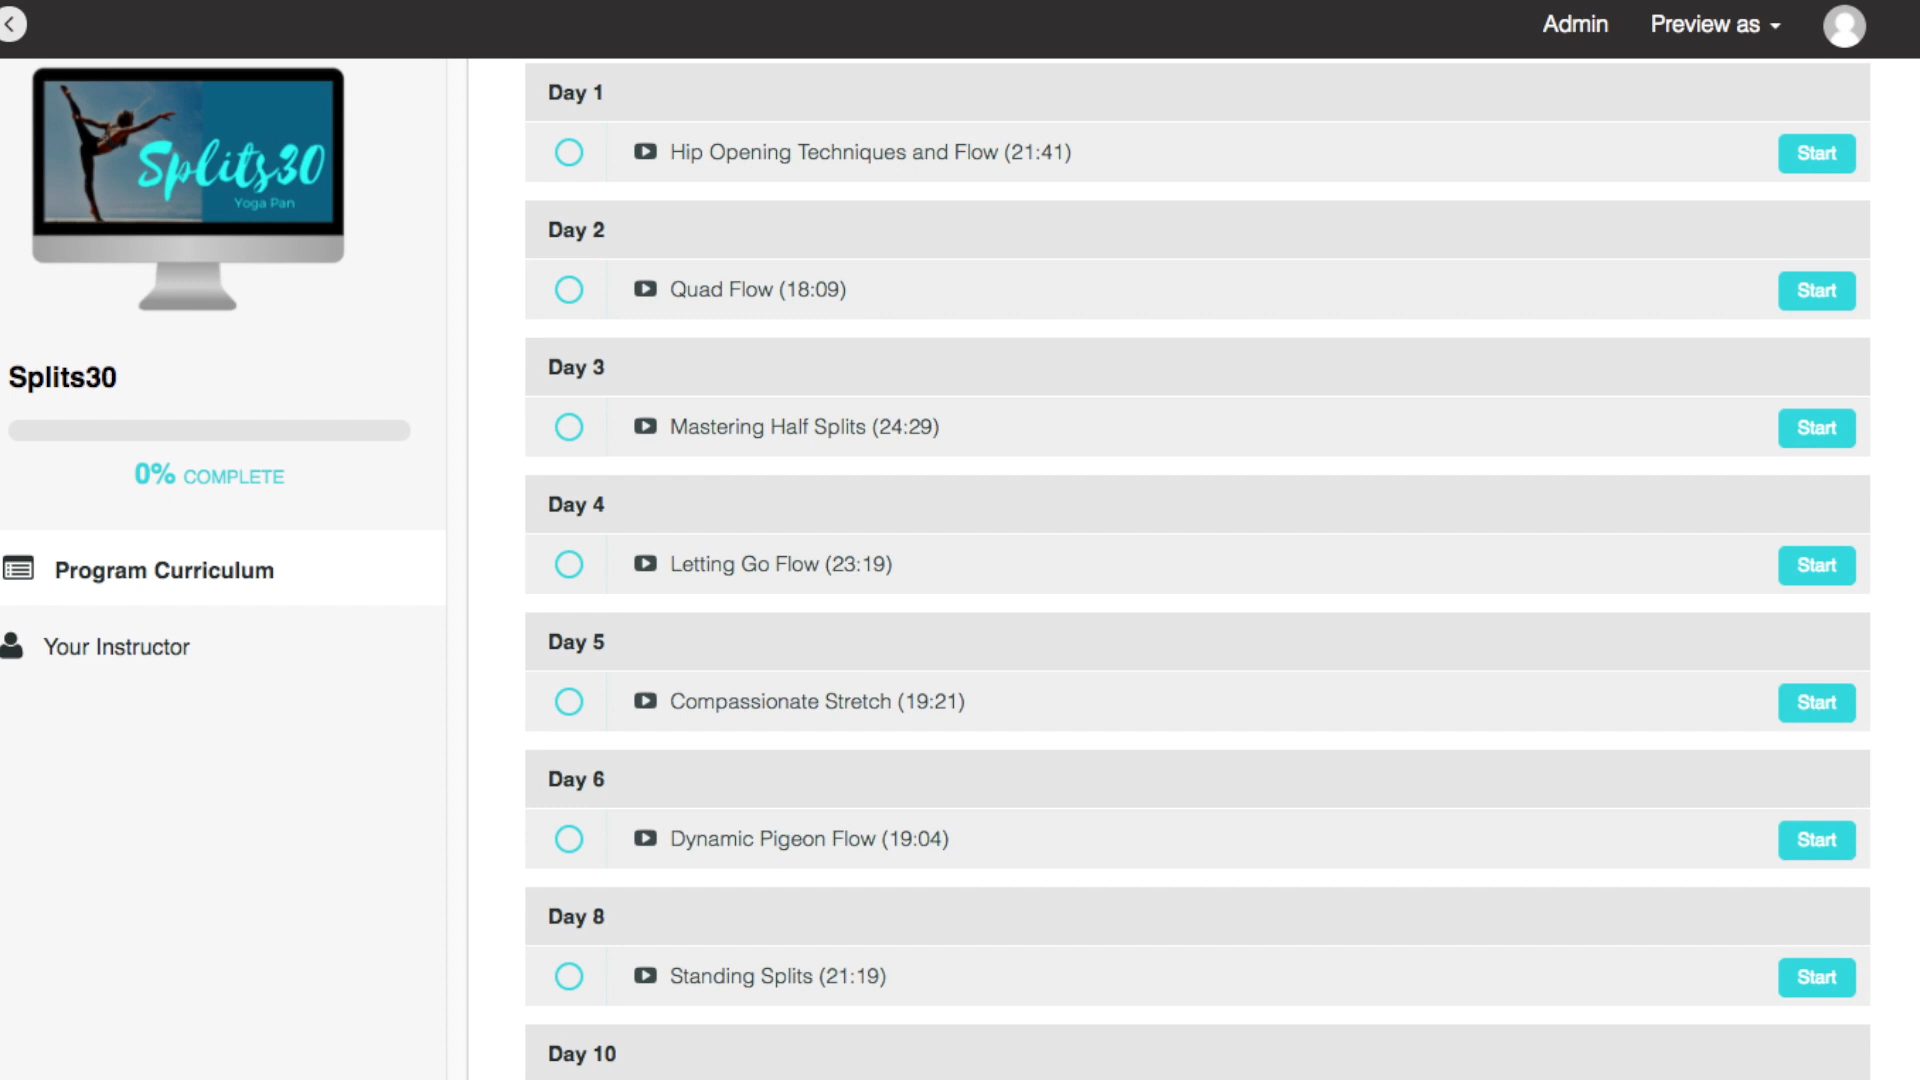 Admin Preview as
Splits30
Yoga Pan
Splits30
0% COMPLETE
Program Curriculum
Your Instructor
Day 1
Hip Opening Techniques and Flow (21:41) Start
Day 2
Quad Flow (18:09) Start
Day 3
Mastering Half Splits (24:29) Start
Day 4
Letting Go Flow (23:19) Start
Day 5
Compassionate Stretch (19:21) Start
Day 6
Dynamic Pigeon Flow (19:04) Start
Day 8
Standing Splits (21:19) Start
Day 10